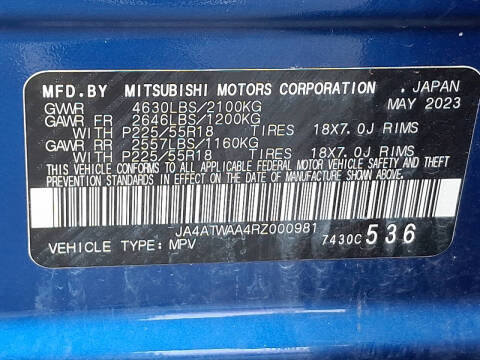 MFD.BY MITSUBISHI MOTORS CORPORATION . JAPAN
GVWR 4630LBS/2100KG MAY 2023
GAWR FR 2646LBS/1200KG
WITH P225/55R18 TIRES 18X7.0J RIMS
GAWR RR 2557LBS/1160KG
WITH P225/55R18 TIRES 18X7.0J RIMS
THIS VEHICLE CONFORMS TO ALL APPLICABLE FEDERAL MOTOR VEHICLE SAFETY AND THEFT
PREVENTION STANDARDS IN EFFECT ON THE DATE OF MANUFACTURE SHOWN ABOVE.
JA4ATWAA4RZ000981
VEHICLE TYPE: MPV 7430C 536